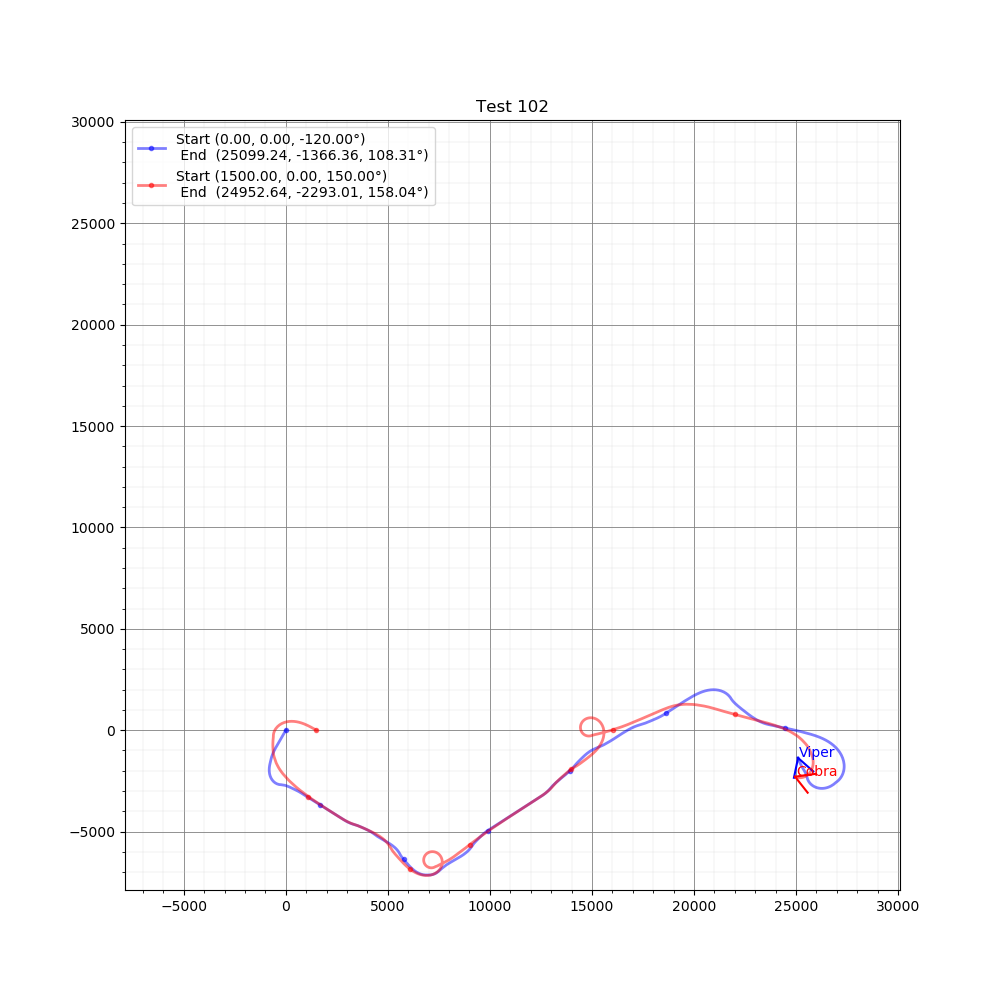 Test 102
Start (0.00, 0.00, -120.00°)
End (25099.24, -1366.36, 108.31°)
Start (1500.00, 0.00, 150.00°)
End (24952.64, -2293.01, 158.04°)
30000
25000
20000
15000
10000
5000
0
−5000
Viper
Cobra
−5000 0 5000 10000 15000 20000 25000 30000